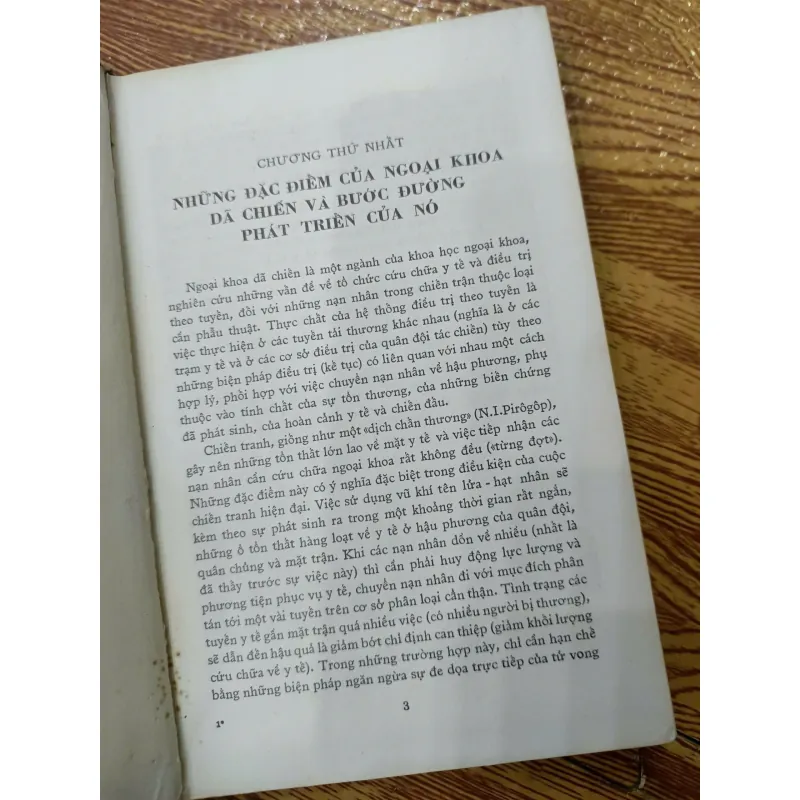 CHƯƠNG THỨ NHẤT
NHỮNG ĐẶC ĐIỂM CỦA NGOẠI KHOA
DÃ CHIẾN VÀ BƯỚC ĐƯỜNG
PHÁT TRIỂN CỦA NÓ
Ngoại khoa dã chiến là một ngành của khoa học ngoại khoa,
nghiên cứu những vấn đề về tổ chức cứu chữa y tế và điều trị
theo tuyến, đối với những nạn nhân trong chiến trận thuộc loại
cần phẫu thuật. Thực chất của hệ thống điều trị theo tuyến là
việc thực hiện ở các tuyến tải thương khác nhau (nghĩa là ở các
trạm y tế và ở các cơ sở điều trị của quân đội tác chiến) tùy theo
những biện pháp điều trị (kế tục) có liên quan với nhau một cách
hợp lý, phối hợp với việc chuyển nạn nhân về hậu phương, phụ
thuộc vào tính chất của sự tổn thương, của những biến chứng
đã phát sinh, của hoàn cảnh y tế và chiến đấu.
Chiến tranh, giống như một «dịch chấn thương» (N.I.Pirôgôp),
gây nên những tổn thất lớn lao về mặt y tế và việc tiếp nhận các
nạn nhân cần cứu chữa ngoại khoa rất không đều («từng đợt»).
Những đặc điểm này có ý nghĩa đặc biệt trong điều kiện của cuộc
chiến tranh hiện đại. Việc sử dụng vũ khí tên lửa - hạt nhân sẽ
kèm theo sự phát sinh ra trong một khoảng thời gian rất ngắn,
những ổ tổn thất hàng loạt về y tế ở hậu phương của quân đội,
quân chủng và mặt trận. Khi các nạn nhân dồn về nhiều (nhất là
đã thấy trước sự việc này) thì cần phải huy động lực lượng và
phương tiện phục vụ y tế, chuyển nạn nhân đi với mục đích phân
tán tới một vài tuyến trên cơ sở phân loại cẩn thận. Tình trạng các
tuyến y tế gần mặt trận quá nhiều việc (có nhiều người bị thương),
sẽ dẫn đến hậu quả là giảm bớt chỉ định can thiệp (giảm khối lượng
cứu chữa về y tế). Trong những trường hợp này, chỉ cần hạn chế
bằng những biện pháp ngăn ngừa sự đe dọa trực tiếp của tử vong
1*
3